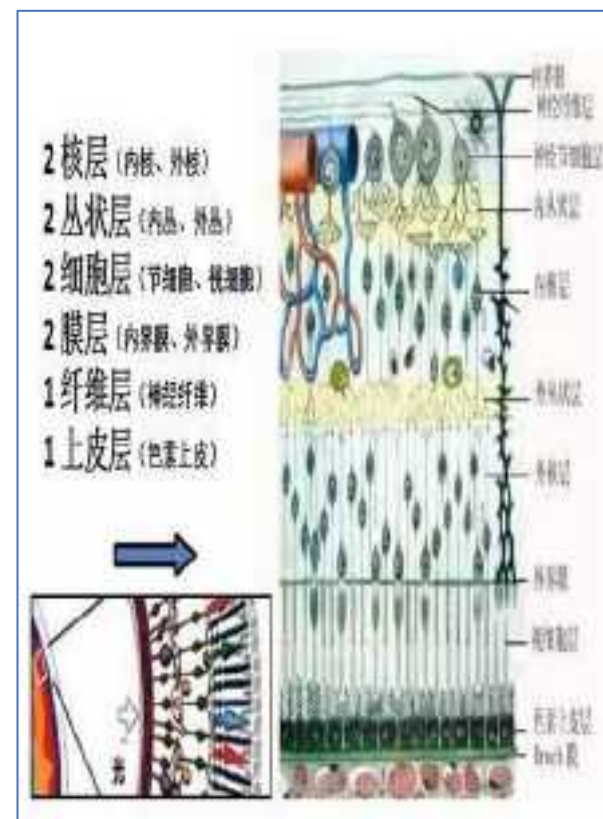 2 核层（内核、外核）
2 丛状层（内丛、外丛）
2 细胞层（节细胞、视细胞）
2 膜层（内界膜、外界膜）
1 纤维层（神经纤维）
1 上皮层（色素上皮）
内界膜
神经纤维层
神经节细胞层
内丛状层
内核层
外丛状层
外核层
外界膜
视细胞层
色素上皮层
Bruch膜
光